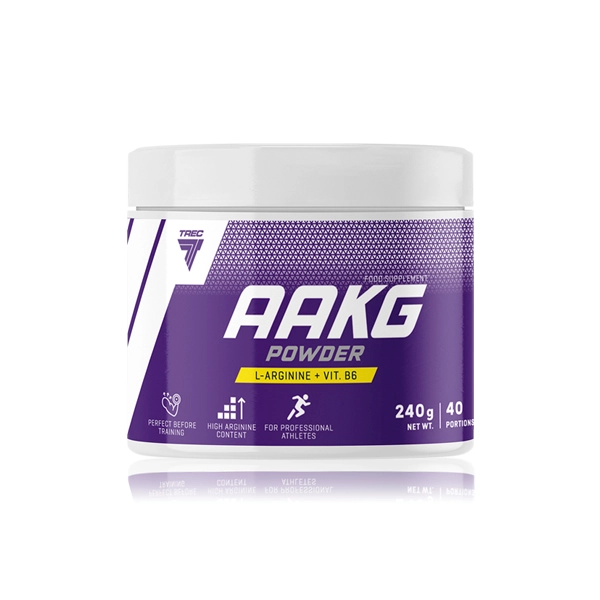 TREC
FOOD SUPPLEMENT
AAKG
POWDER
L-ARGININE + VIT. B6
PERFECT BEFORE
TRAINING
HIGH ARGININE
CONTENT
FOR PROFESSIONAL
ATHLETES
240g
NET WT.
40
PORTIONS